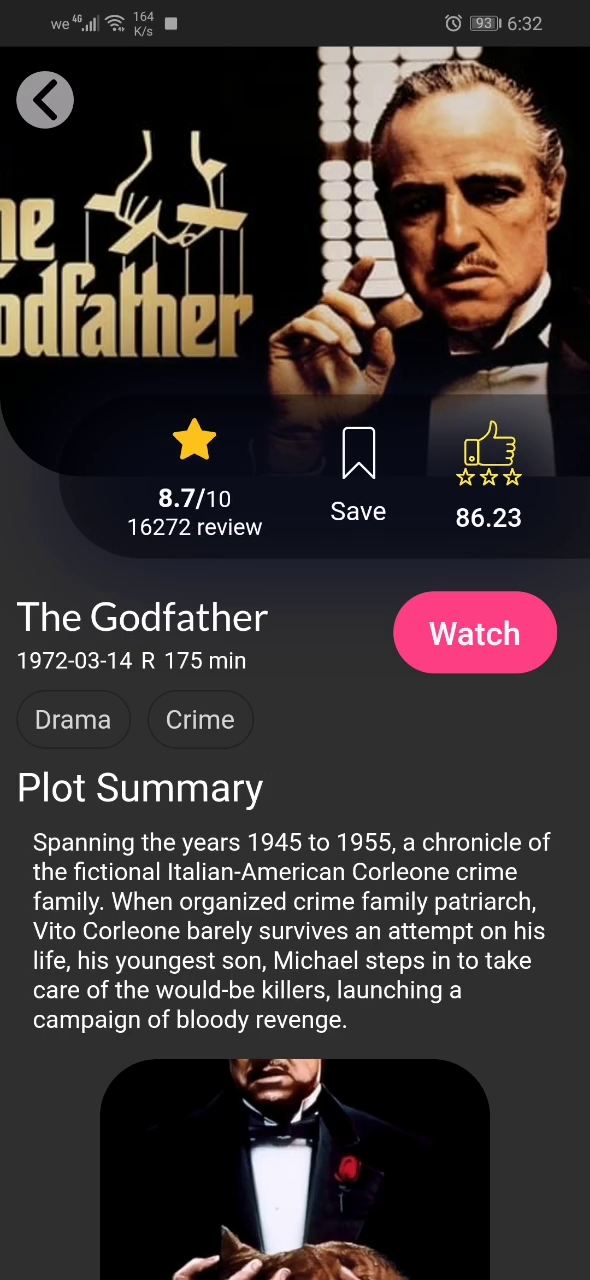 we 4G 164 K/s 93 6:32
he
odfather
8.7/10
16272 review
Save
86.23
The Godfather
Watch
1972-03-14 R 175 min
Drama Crime
Plot Summary
Spanning the years 1945 to 1955, a chronicle of
the fictional Italian-American Corleone crime
family. When organized crime family patriarch,
Vito Corleone barely survives an attempt on his
life, his youngest son, Michael steps in to take
care of the would-be killers, launching a
campaign of bloody revenge.